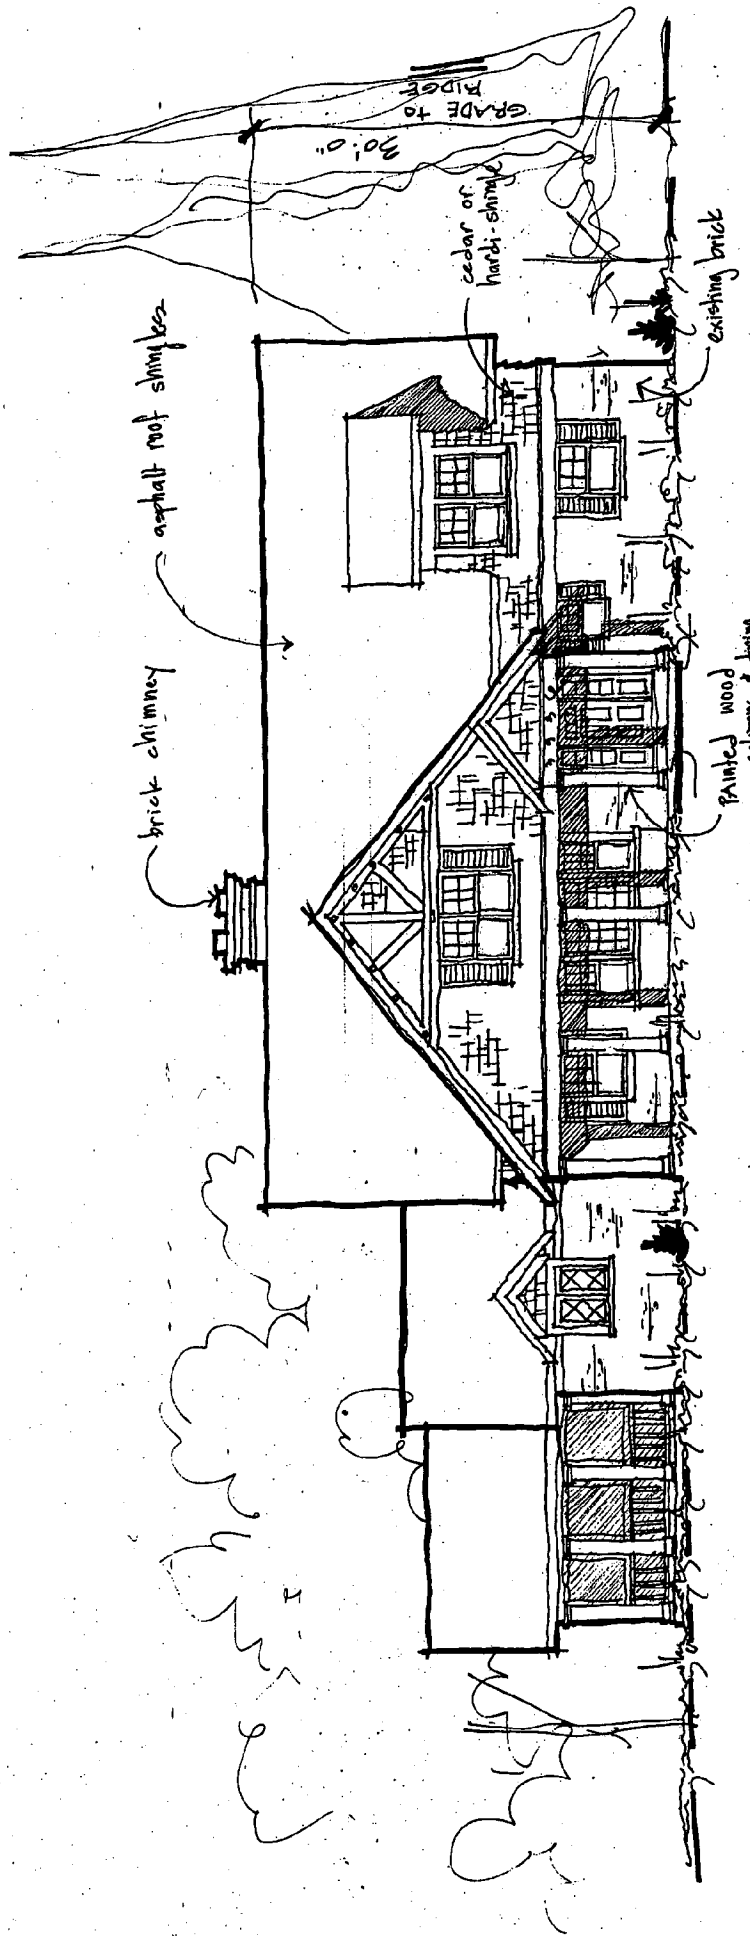 asphalt roof shingles
brick chimney
cedar or
hardi-shingle
30'.0"
GRADE TO
RIDGE
existing brick
PAINTED WOOD